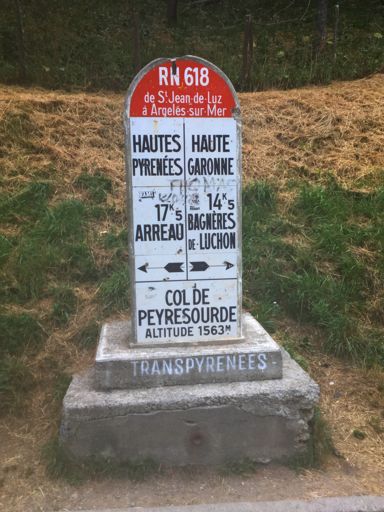 RN 618
de St Jean-de-Luz
à Argelès-sur-Mer
HAUTES PYRÉNÉES
HAUTE GARONNE
17K5
ARREAU
14K5
BAGNÈRES
DE-LUCHON
COL DE
PEYRESOURDE
ALTITUDE 1563M
TRANSPYRENEES